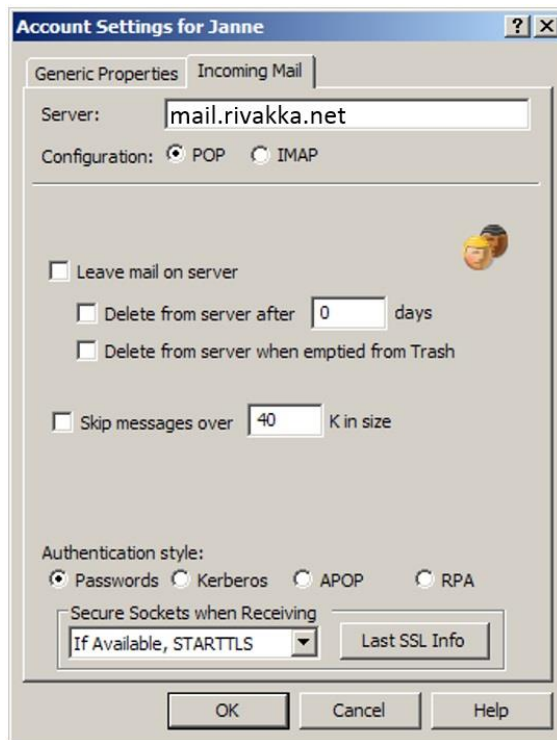 Account Settings for Janne
Generic Properties Incoming Mail
Server: mail.rivakka.net
Configuration: POP IMAP
Leave mail on server
Delete from server after 0 days
Delete from server when emptied from Trash
Skip messages over 40 K in size
Authentication style:
Passwords Kerberos APOP RPA
Secure Sockets when Receiving
If Available, STARTTLS Last SSL Info
OK Cancel Help